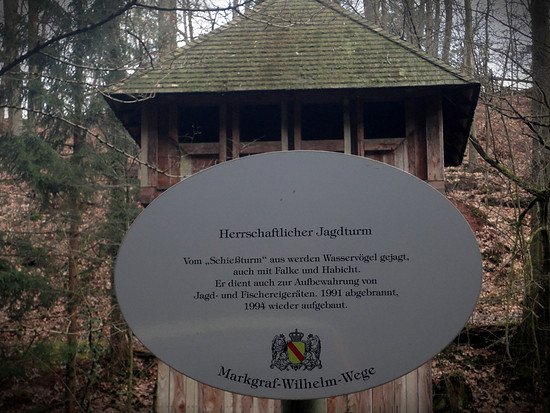 Herrschaftlicher Jagdturm
Vom „Schießturm" aus werden Wasservögel gejagt,
auch mit Falke und Habicht.
Er dient auch zur Aufbewahrung von
Jagd- und Fischereigeräten. 1991 abgebrannt,
1994 wieder aufgebaut.
Markgraf-Wilhelm-Wege